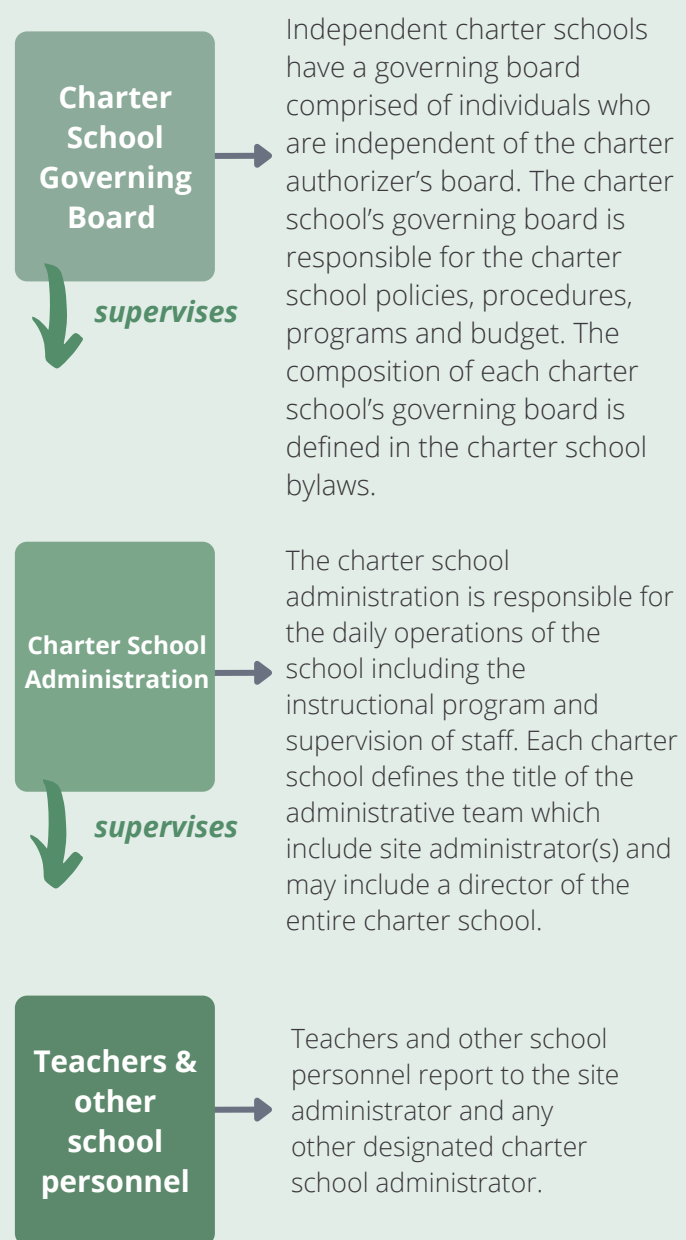 Charter
School
Governing
Board
Independent charter schools
have a governing board
comprised of individuals who
are independent of the charter
authorizer’s board. The charter
school’s governing board is
responsible for the charter
school policies, procedures,
programs and budget. The
composition of each charter
school’s governing board is
defined in the charter school
bylaws.
supervises
Charter School
Administration
The charter school
administration is responsible for
the daily operations of the
school including the
instructional program and
supervision of staff. Each charter
school defines the title of the
administrative team which
include site administrator(s) and
may include a director of the
entire charter school.
supervises
Teachers &
other
school
personnel
Teachers and other school
personnel report to the site
administrator and any
other designated charter
school administrator.